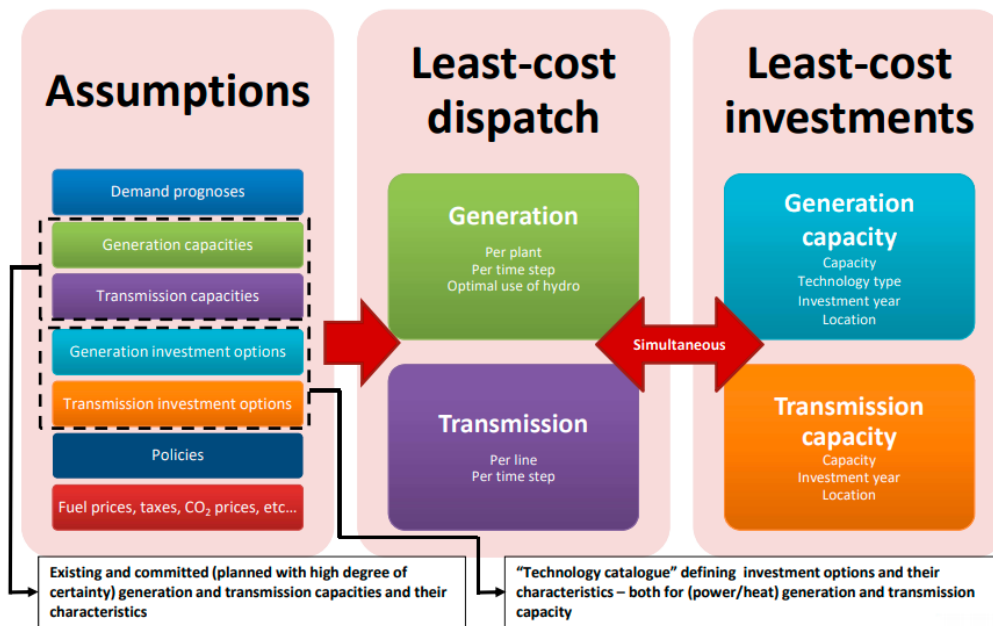 Assumptions
Demand prognoses
Generation capacities
Transmission capacities
Generation investment options
Transmission investment options
Policies
Fuel prices, taxes, CO₂ prices, etc...
Least-cost
dispatch
Generation
Per plant
Per time step
Optimal use of hydro
Transmission
Per line
Per time step
Simultaneous
Least-cost
investments
Generation
capacity
Capacity
Technology type
Investment year
Location
Transmission
capacity
Capacity
Investment year
Location
Existing and committed (planned with high degree of
certainty) generation and transmission capacities and their
characteristics
“Technology catalogue” defining investment options and their
characteristics – both for (power/heat) generation and transmission
capacity